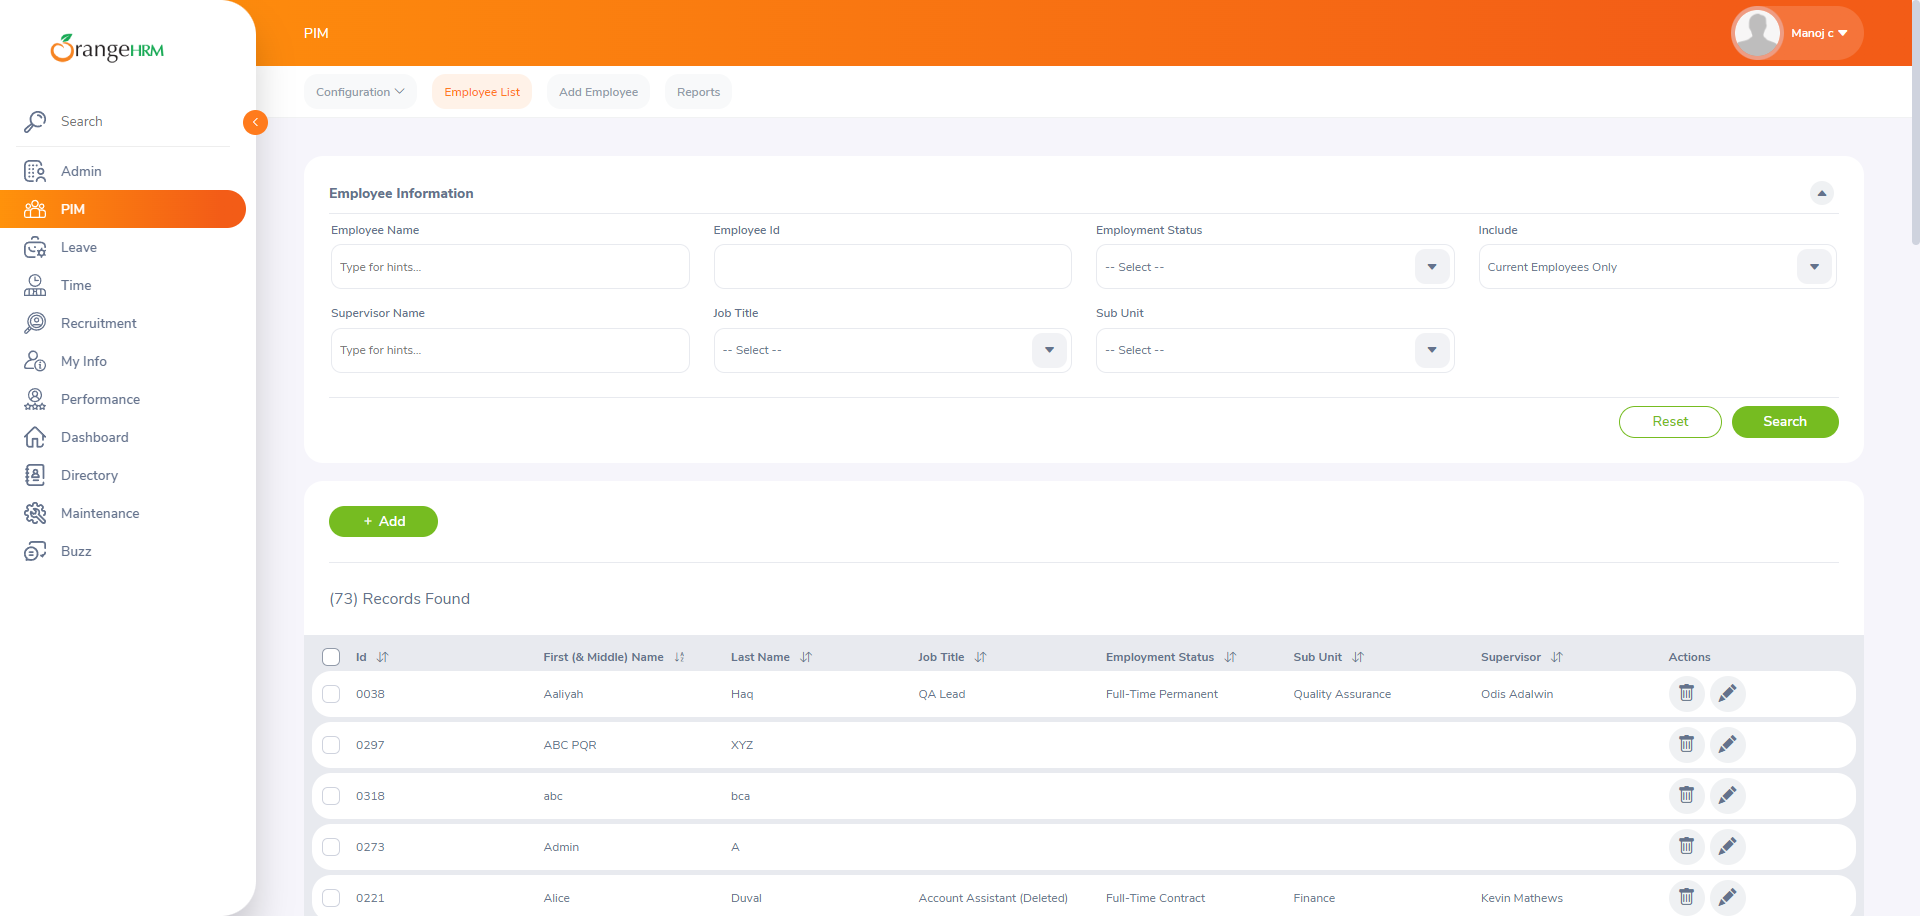 OrangeHRM
PIM
Manoj c
Configuration
Employee List
Add Employee
Reports
Search
Admin
PIM
Leave
Time
Recruitment
My Info
Performance
Dashboard
Directory
Maintenance
Buzz
Employee Information
Employee Name
Employee Id
Employment Status
Include
Type for hints...
-- Select --
Current Employees Only
Supervisor Name
Job Title
Sub Unit
Type for hints...
-- Select --
-- Select --
Reset
Search
+ Add
(73) Records Found
Id First (& Middle) Name Last Name Job Title Employment Status Sub Unit Supervisor Actions
0038 Aaliyah Haq QA Lead Full-Time Permanent Quality Assurance Odis Adalwin
0297 ABC PQR XYZ
0318 abc bca
0273 Admin A
0221 Alice Duval Account Assistant (Deleted) Full-Time Contract Finance Kevin Mathews